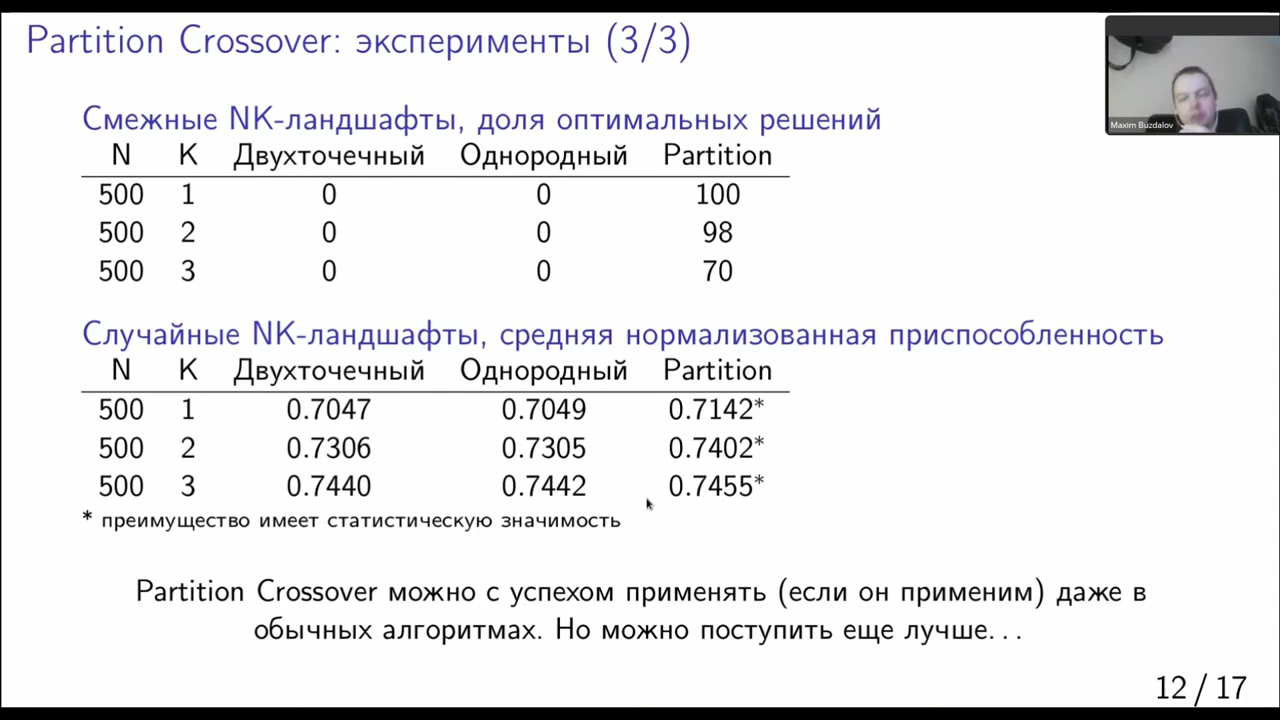 Partition Crossover: эксперименты (3/3)
Maxim Buzdalov
Смежные NK-ландшафты, доля оптимальных решений
N K Двухточечный Однородный Partition
500 1 0 0 100
500 2 0 0 98
500 3 0 0 70
Случайные NK-ландшафты, средняя нормализованная приспособленность
N K Двухточечный Однородный Partition
500 1 0.7047 0.7049 0.7142*
500 2 0.7306 0.7305 0.7402*
500 3 0.7440 0.7442 0.7455*
* преимущество имеет статистическую значимость
Partition Crossover можно с успехом применять (если он применим) даже в
обычных алгоритмах. Но можно поступить еще лучше...
12 / 17